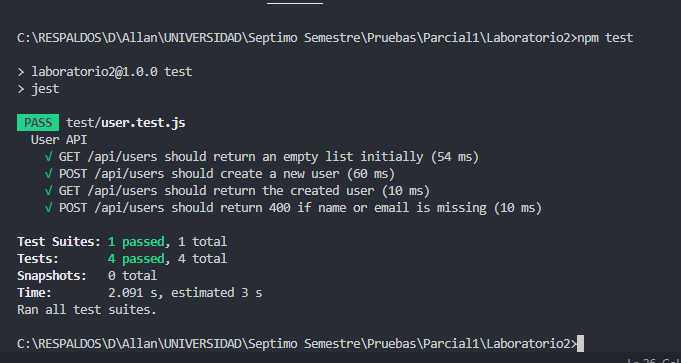 C:\RESPALDOS\D\Allan\UNIVERSIDAD\Septimo Semestre\Pruebas\Parcial1\Laboratorio2>npm test
> laboratorio2@1.0.0 test
> jest
PASS test/user.test.js
User API
√ GET /api/users should return an empty list initially (54 ms)
√ POST /api/users should create a new user (60 ms)
√ GET /api/users should return the created user (10 ms)
√ POST /api/users should return 400 if name or email is missing (10 ms)
Test Suites: 1 passed, 1 total
Tests: 4 passed, 4 total
Snapshots: 0 total
Time: 2.091 s, estimated 3 s
Ran all test suites.
C:\RESPALDOS\D\Allan\UNIVERSIDAD\Septimo Semestre\Pruebas\Parcial1\Laboratorio2>